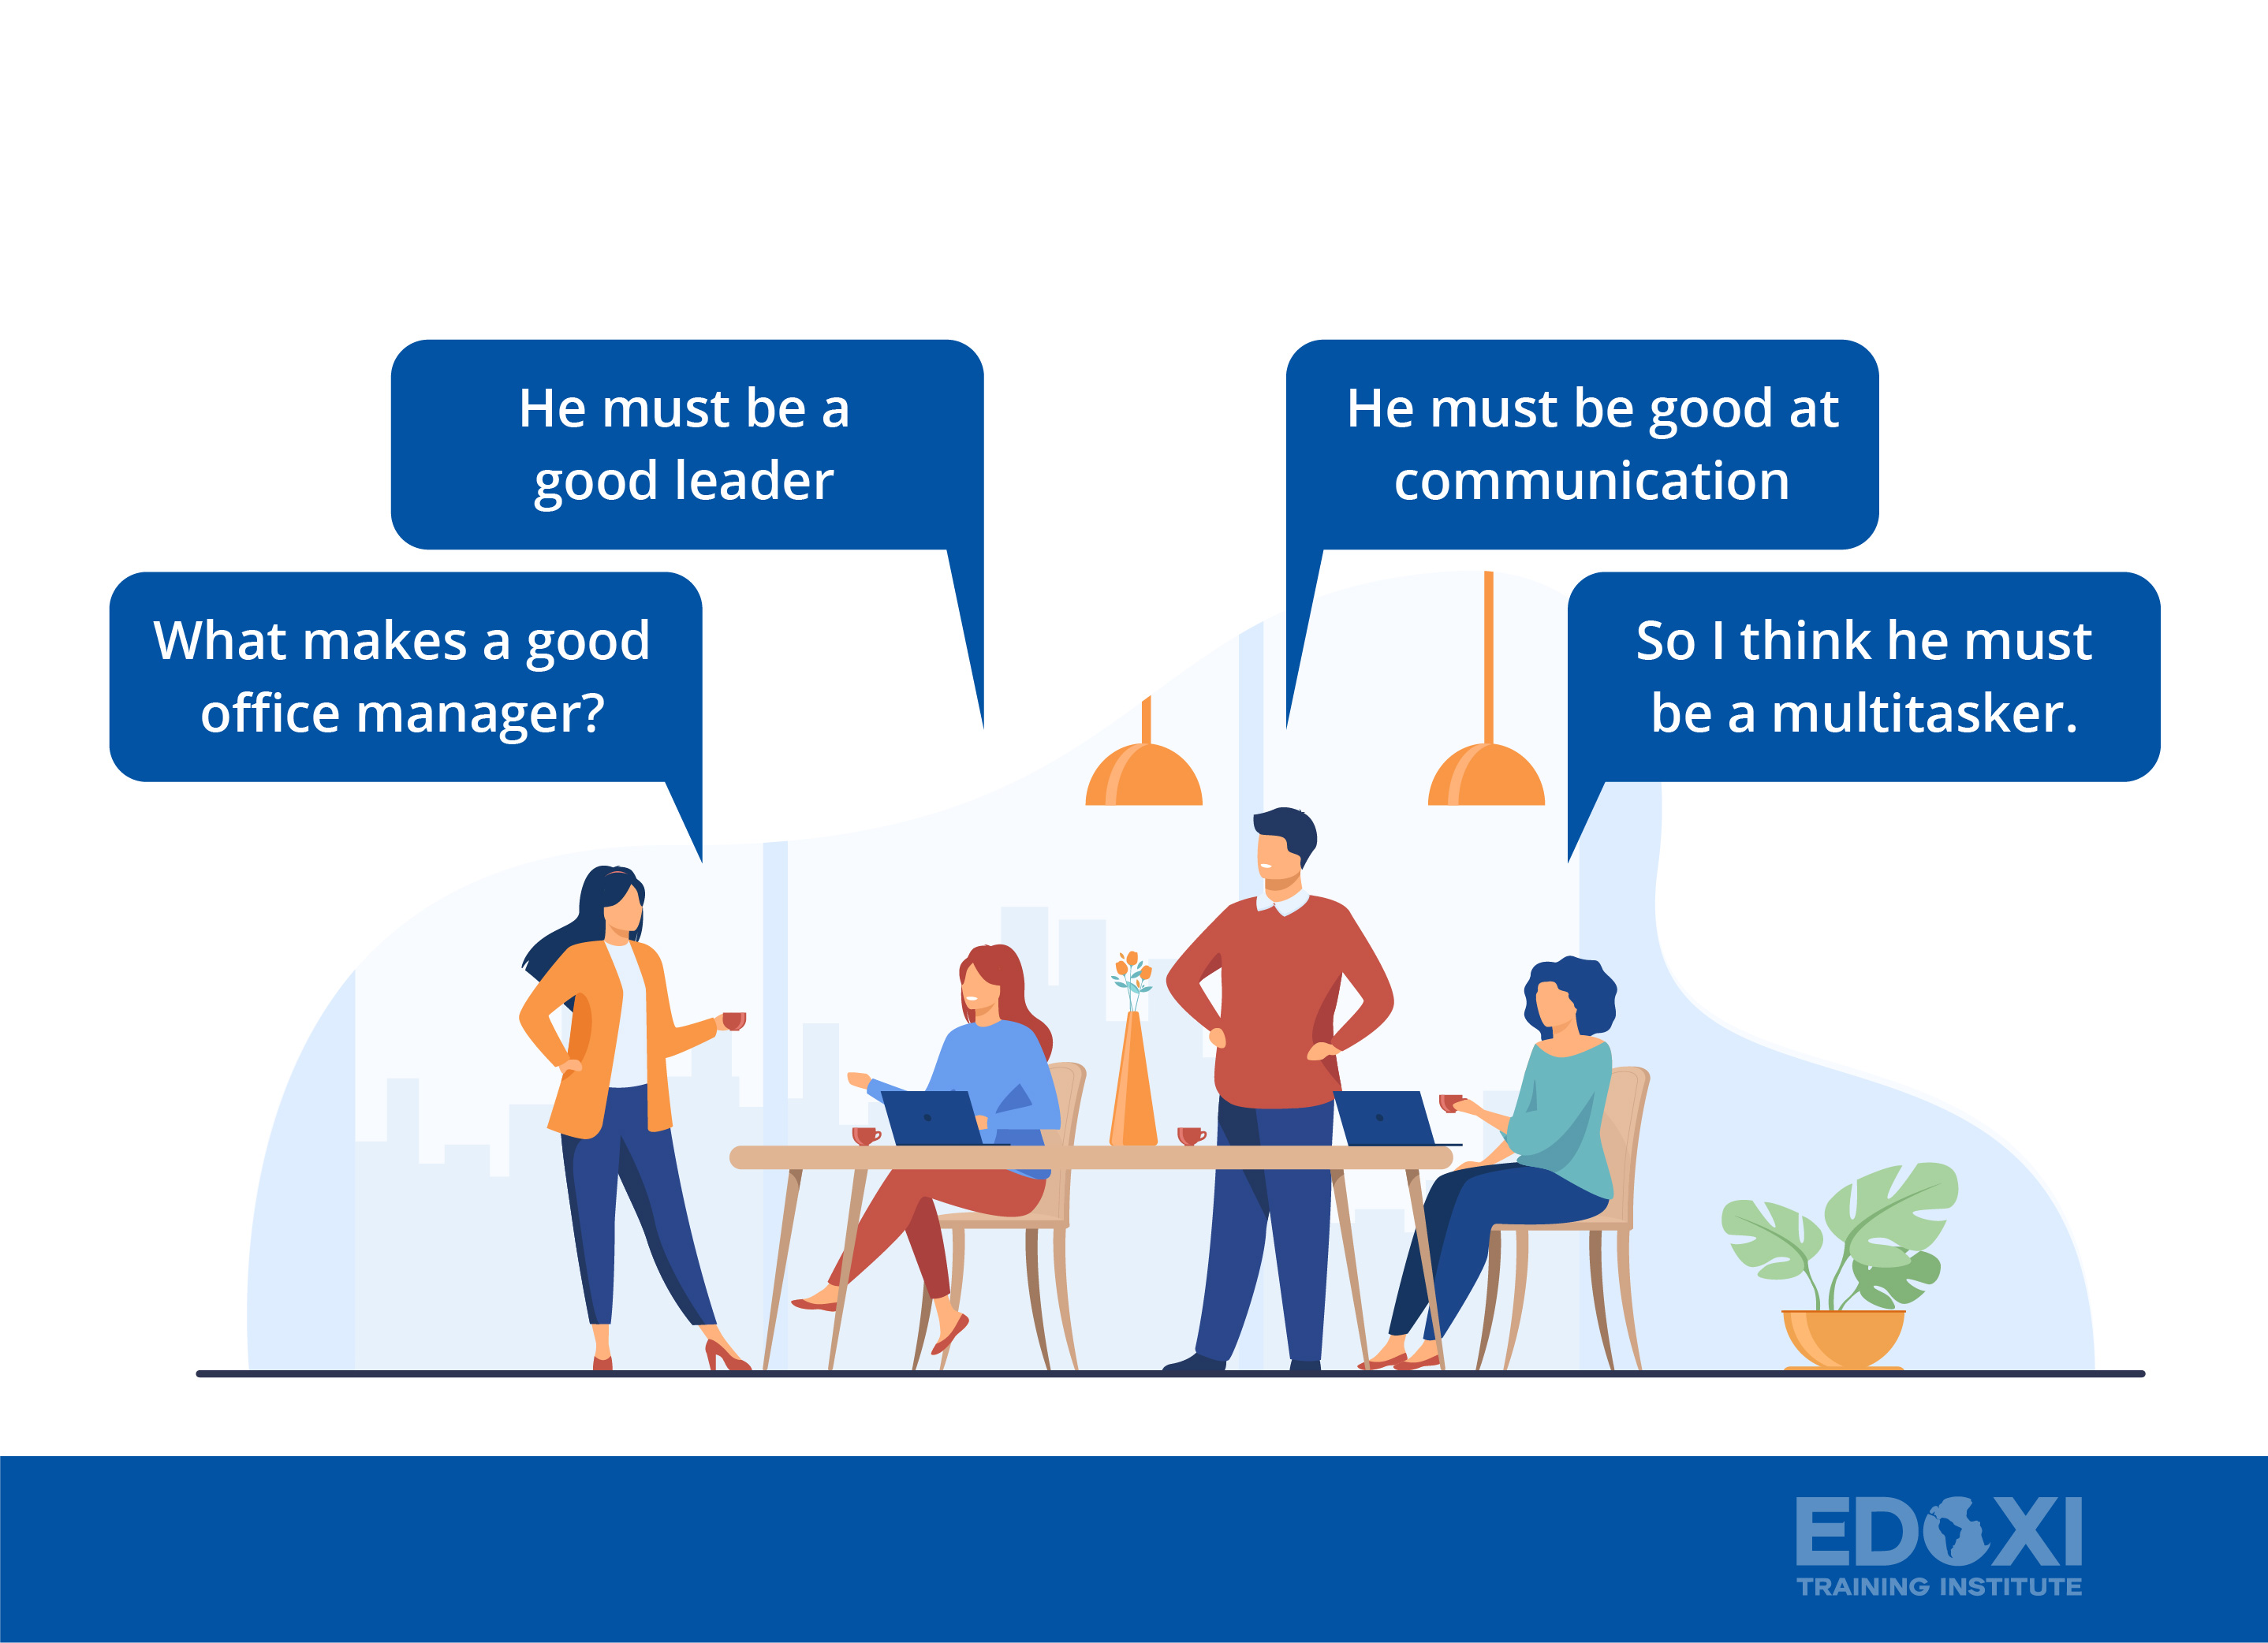 He must be a
good leader
He must be good at
communication
What makes a good
office manager?
So I think he must
be a multitasker.
EDOXI
TRAINING INSTITUTE